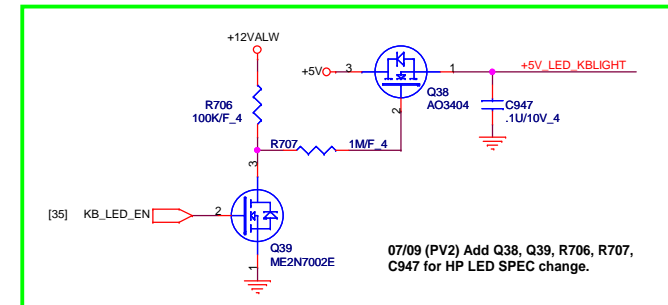 +12VALW
+5V
3
1
+5V_LED_KBLIGHT
R706
100K/F_4
Q38
AO3404
2
C947
.1U/10V_4
R707
1M/F_4
3
[35]
KB_LED_EN
2
Q39
ME2N7002E
1
07/09 (PV2) Add Q38, Q39, R706, R707,
C947 for HP LED SPEC change.